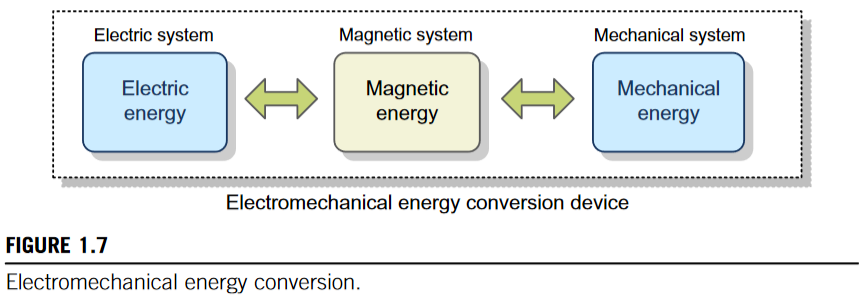 Electric system
Magnetic system
Mechanical system
Electric
energy
Magnetic
energy
Mechanical
energy
Electromechanical energy conversion device
FIGURE 1.7
Electromechanical energy conversion.